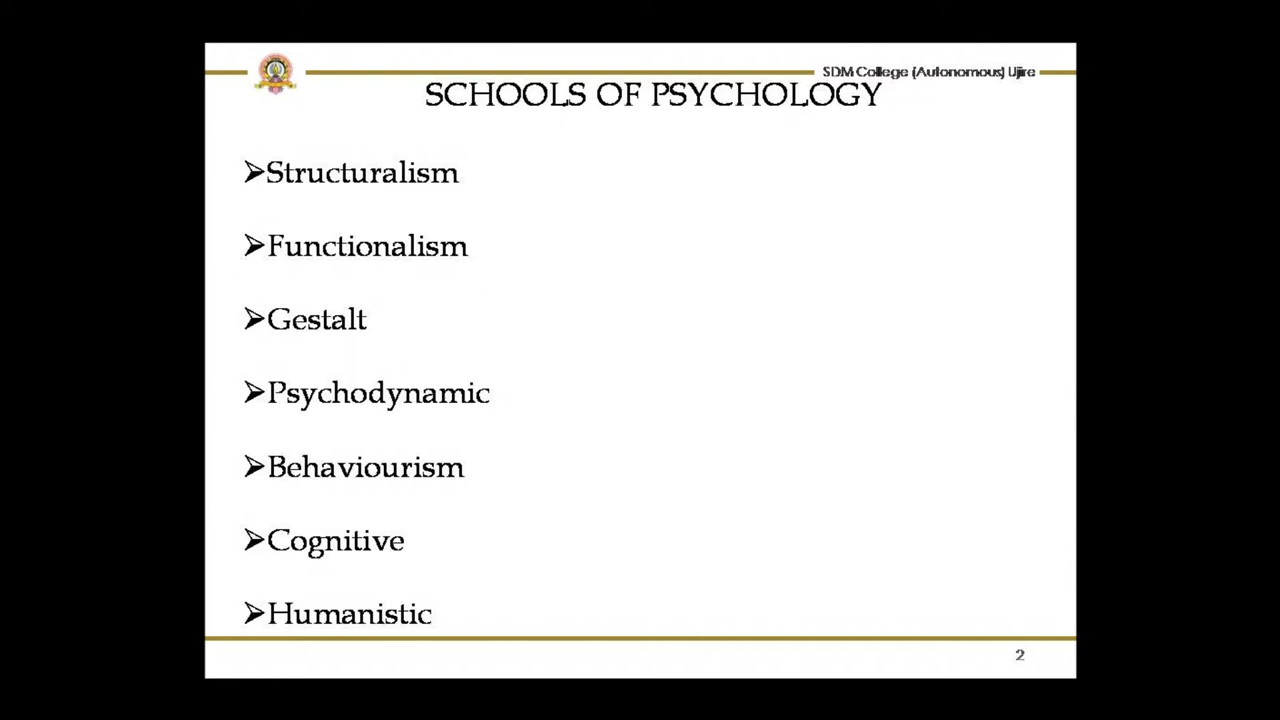 SDM College (Autonomous) Ujire
SCHOOLS OF PSYCHOLOGY
➢Structuralism
➢Functionalism
➢Gestalt
➢Psychodynamic
➢Behaviourism
➢Cognitive
➢Humanistic
2